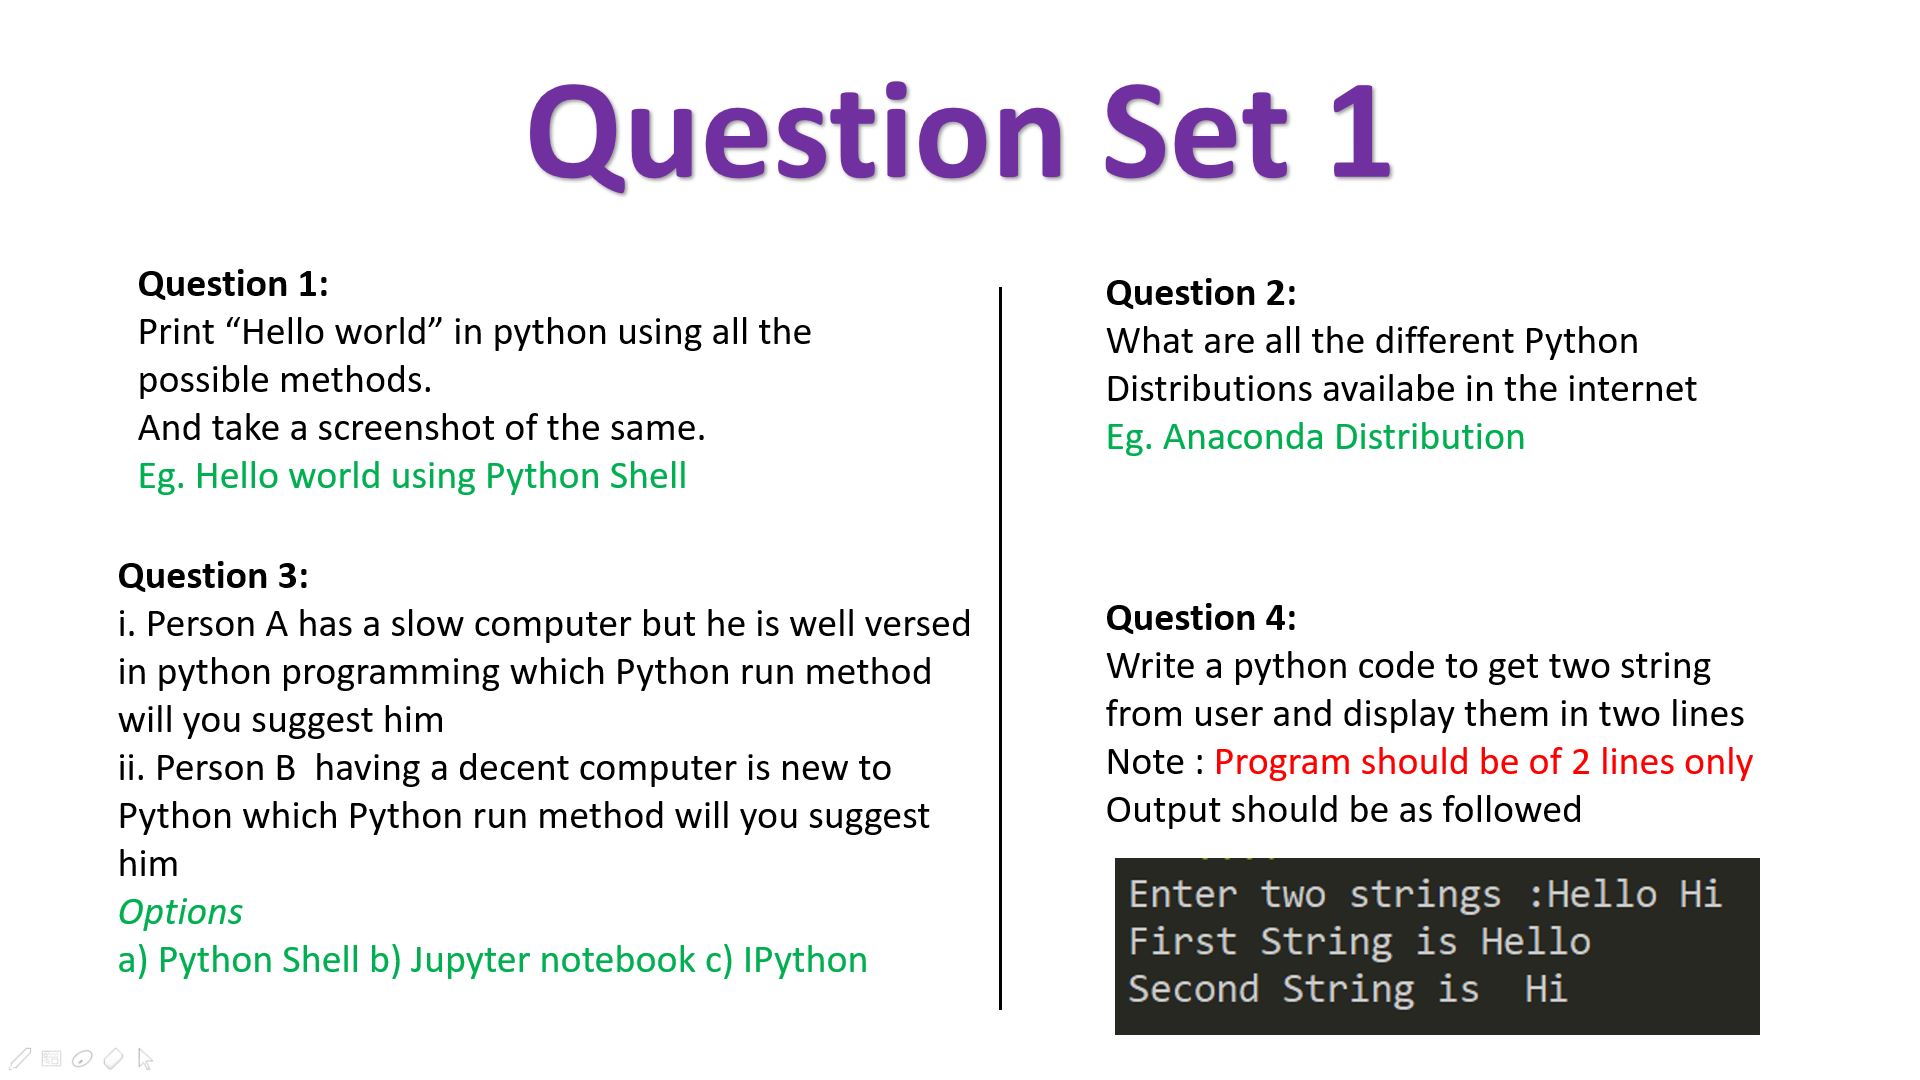 Question Set 1
Question 1:
Print “Hello world” in python using all the
possible methods.
And take a screenshot of the same.
Eg. Hello world using Python Shell
Question 2:
What are all the different Python
Distributions availabe in the internet
Eg. Anaconda Distribution
Question 3:
i. Person A has a slow computer but he is well versed
in python programming which Python run method
will you suggest him
ii. Person B  having a decent computer is new to
Python which Python run method will you suggest
him
Options
a) Python Shell b) Jupyter notebook c) IPython
Question 4:
Write a python code to get two string
from user and display them in two lines
Note : Program should be of 2 lines only
Output should be as followed
Enter two strings :Hello Hi
First String is Hello
Second String is  Hi